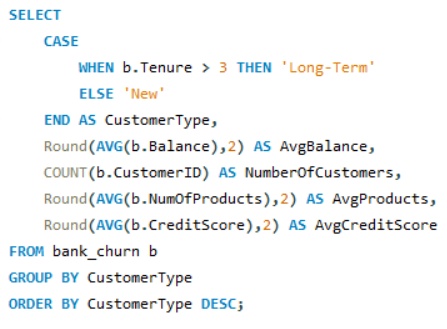 SELECT
    CASE
        WHEN b.Tenure > 3 THEN 'Long-Term'
        ELSE 'New'
    END AS CustomerType,
    Round(AVG(b.Balance),2) AS AvgBalance,
    COUNT(b.CustomerID) AS NumberOfCustomers,
    Round(AVG(b.NumOfProducts),2) AS AvgProducts,
    Round(AVG(b.CreditScore),2) AS AvgCreditScore
FROM bank_churn b
GROUP BY CustomerType
ORDER BY CustomerType DESC;